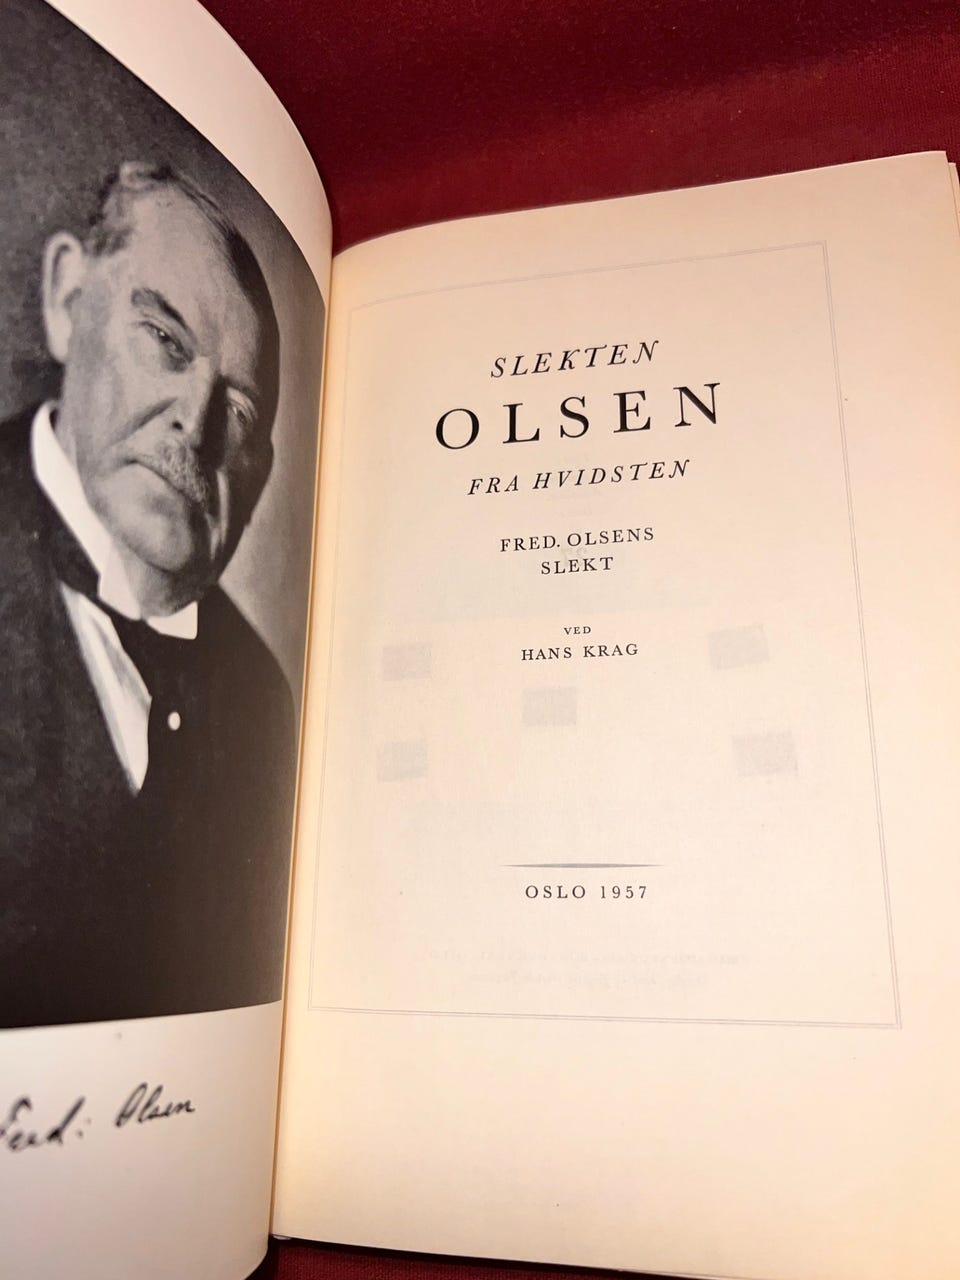 SLEKTEN
OLSEN
FRA HVIDSTEN
FRED. OLSENS
SLEKT
VED
HANS KRAG
OSLO 1957
Fred: Olsen